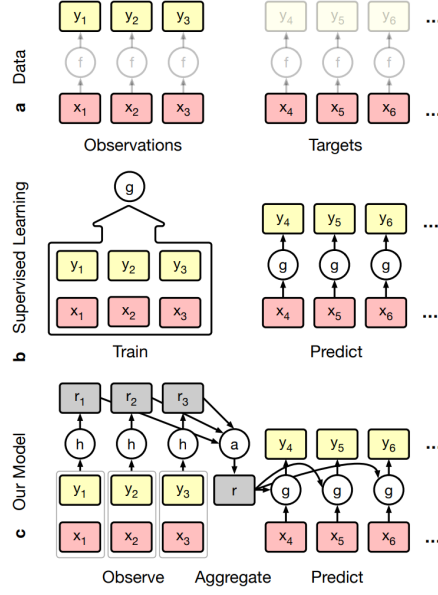 a Data
y1 y2 y3 y4 y5 y6 ...
f f f f f f
x1 x2 x3 x4 x5 x6 ...
Observations Targets
b Supervised Learning
g
y4 y5 y6 ...
y1 y2 y3
g g g
x1 x2 x3 x4 x5 x6 ...
Train Predict
c Our Model
r1 r2 r3
h h h a y4 y5 y6 ...
y1 y2 y3 r g g g
x1 x2 x3 x4 x5 x6 ...
Observe Aggregate Predict